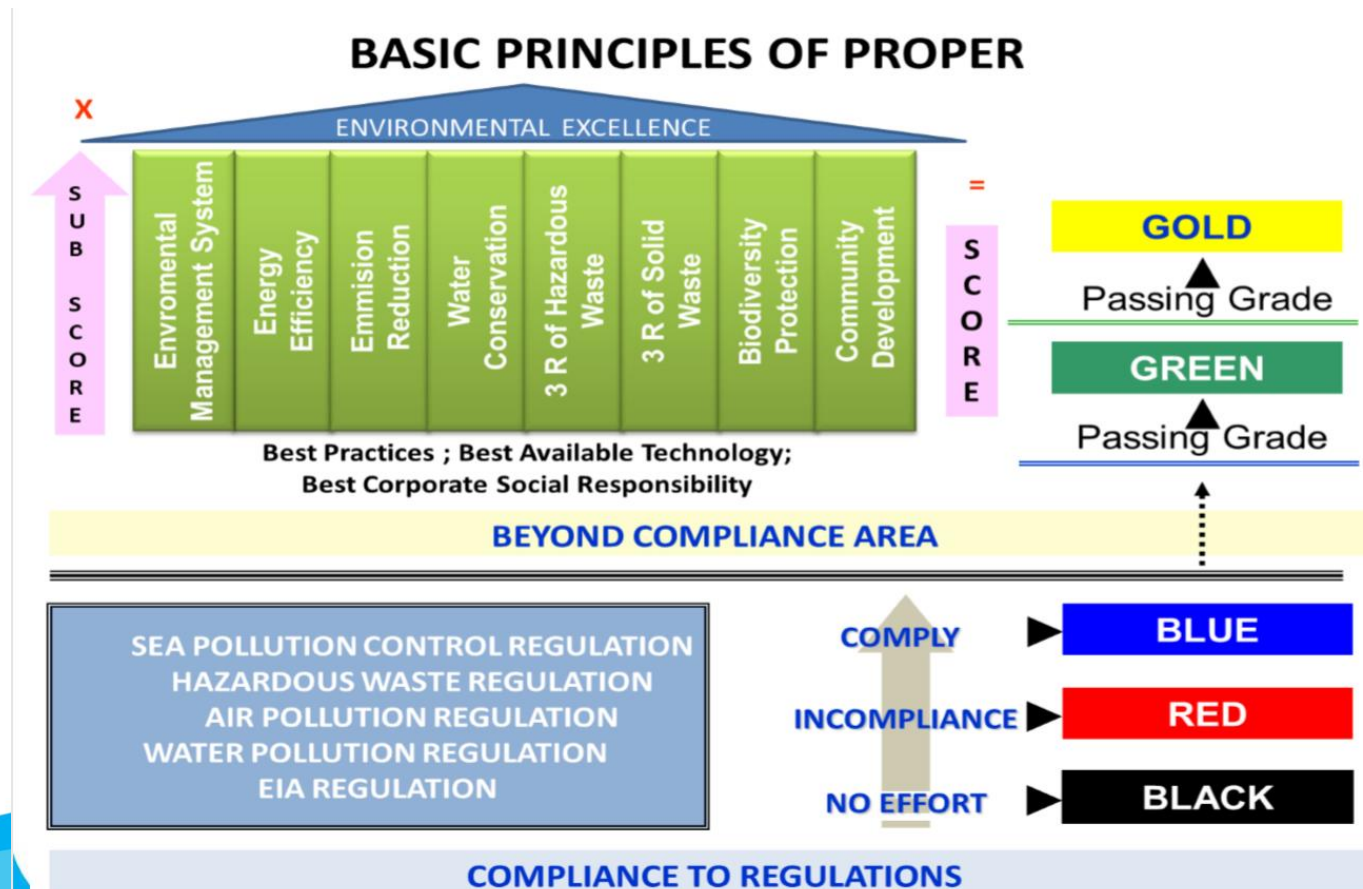 BASIC PRINCIPLES OF PROPER
X
ENVIRONMENTAL EXCELLENCE
SUB SCORE
Enviromental
Management System
Energy
Efficiency
Emmision
Reduction
Water
Conservation
3 R of Hazardous
Waste
3 R of Solid
Waste
Biodiversity
Protection
Community
Development
=
SCORE
GOLD
Passing Grade
GREEN
Passing Grade
Best Practices ; Best Available Technology;
Best Corporate Social Responsibility
BEYOND COMPLIANCE AREA
SEA POLLUTION CONTROL REGULATION
HAZARDOUS WASTE REGULATION
AIR POLLUTION REGULATION
WATER POLLUTION REGULATION
EIA REGULATION
COMPLY
BLUE
INCOMPLIANCE
RED
NO EFFORT
BLACK
COMPLIANCE TO REGULATIONS